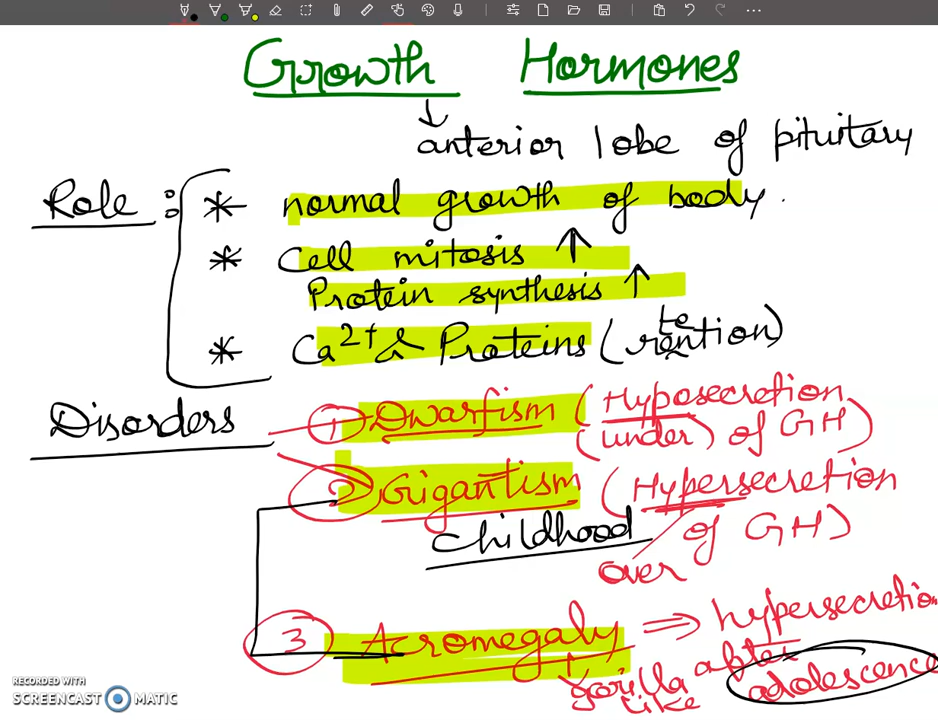 Growth Hormones
anterior lobe of pituitary
Role : * normal growth of body.
* Cell mitosis ↑
Protein synthesis ↑
* Ca2+ & Proteins (retention)
Disorders 1 Dwarfism (Hyposecretion
(under) of GH)
2 Gigantism (Hypersecretion
of GH)
childhood
over
3 Acromegaly ⇒ hypersecretion
after
adolescence
gorilla
like
RECORDED WITH
SCREENCAST MATIC